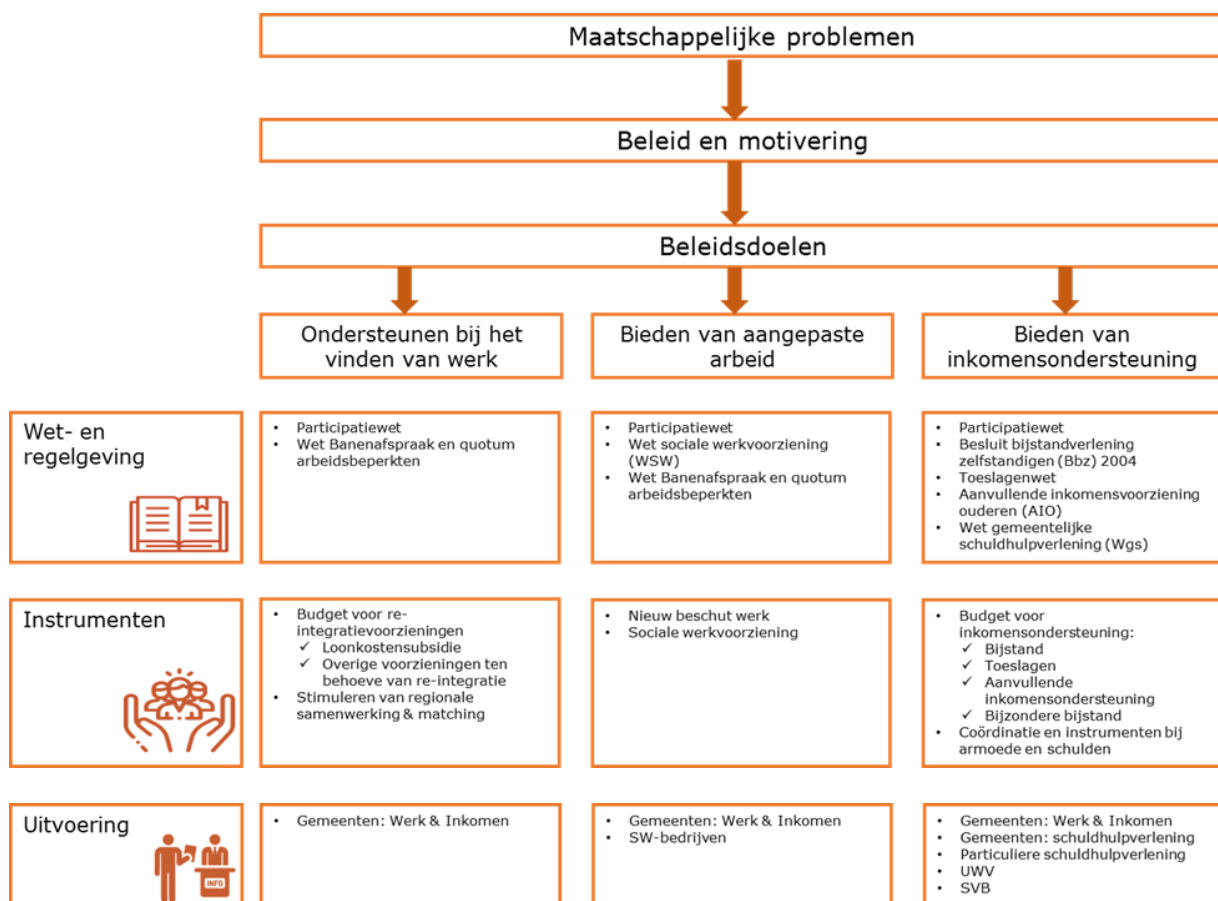 Maatschappelijke problemen
Beleid en motivering
Beleidsdoelen
Ondersteunen bij het
vinden van werk
Bieden van aangepaste
arbeid
Bieden van
inkomensondersteuning
Wet- en
regelgeving
• Participatiewet
• Wet Banenafspraak en quotum
arbeidsbeperkten
• Participatiewet
• Wet sociale werkvoorziening
(WSW)
• Wet Banenafspraak en quotum
arbeidsbeperkten
• Participatiewet
• Besluit bijstandverlening
zelfstandigen (Bbz) 2004
• Toeslagenwet
• Aanvullende inkomensvoorziening
ouderen (AIO)
• Wet gemeentelijke
schuldhulpverlening (Wgs)
Instrumenten
• Budget voor re-
integratievoorzieningen
✓ Loonkostensubsidie
✓ Overige voorzieningen ten
behoeve van re-integratie
• Stimuleren van regionale
samenwerking & matching
• Nieuw beschut werk
• Sociale werkvoorziening
• Budget voor
inkomensondersteuning:
✓ Bijstand
✓ Toeslagen
✓ Aanvullende
inkomensondersteuning
✓ Bijzondere bijstand
• Coördinatie en instrumenten bij
armoede en schulden
Uitvoering
INFO
• Gemeenten: Werk & Inkomen
• Gemeenten: Werk & Inkomen
• SW-bedrijven
• Gemeenten: Werk & Inkomen
• Gemeenten: schuldhulpverlening
• Particuliere schuldhulpverlening
• UWV
• SVB